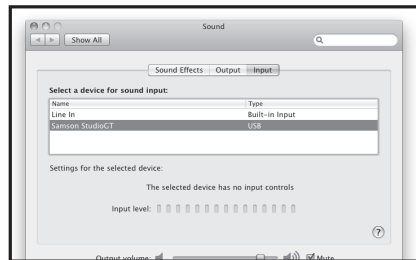 Sound
Show All
Sound Effects Output Input
Select a device for sound input:
Name Type
Line In Built-in Input
Samson StudioGT USB
Settings for the selected device:
The selected device has no input controls
Input level:
?
Output volume: Mute